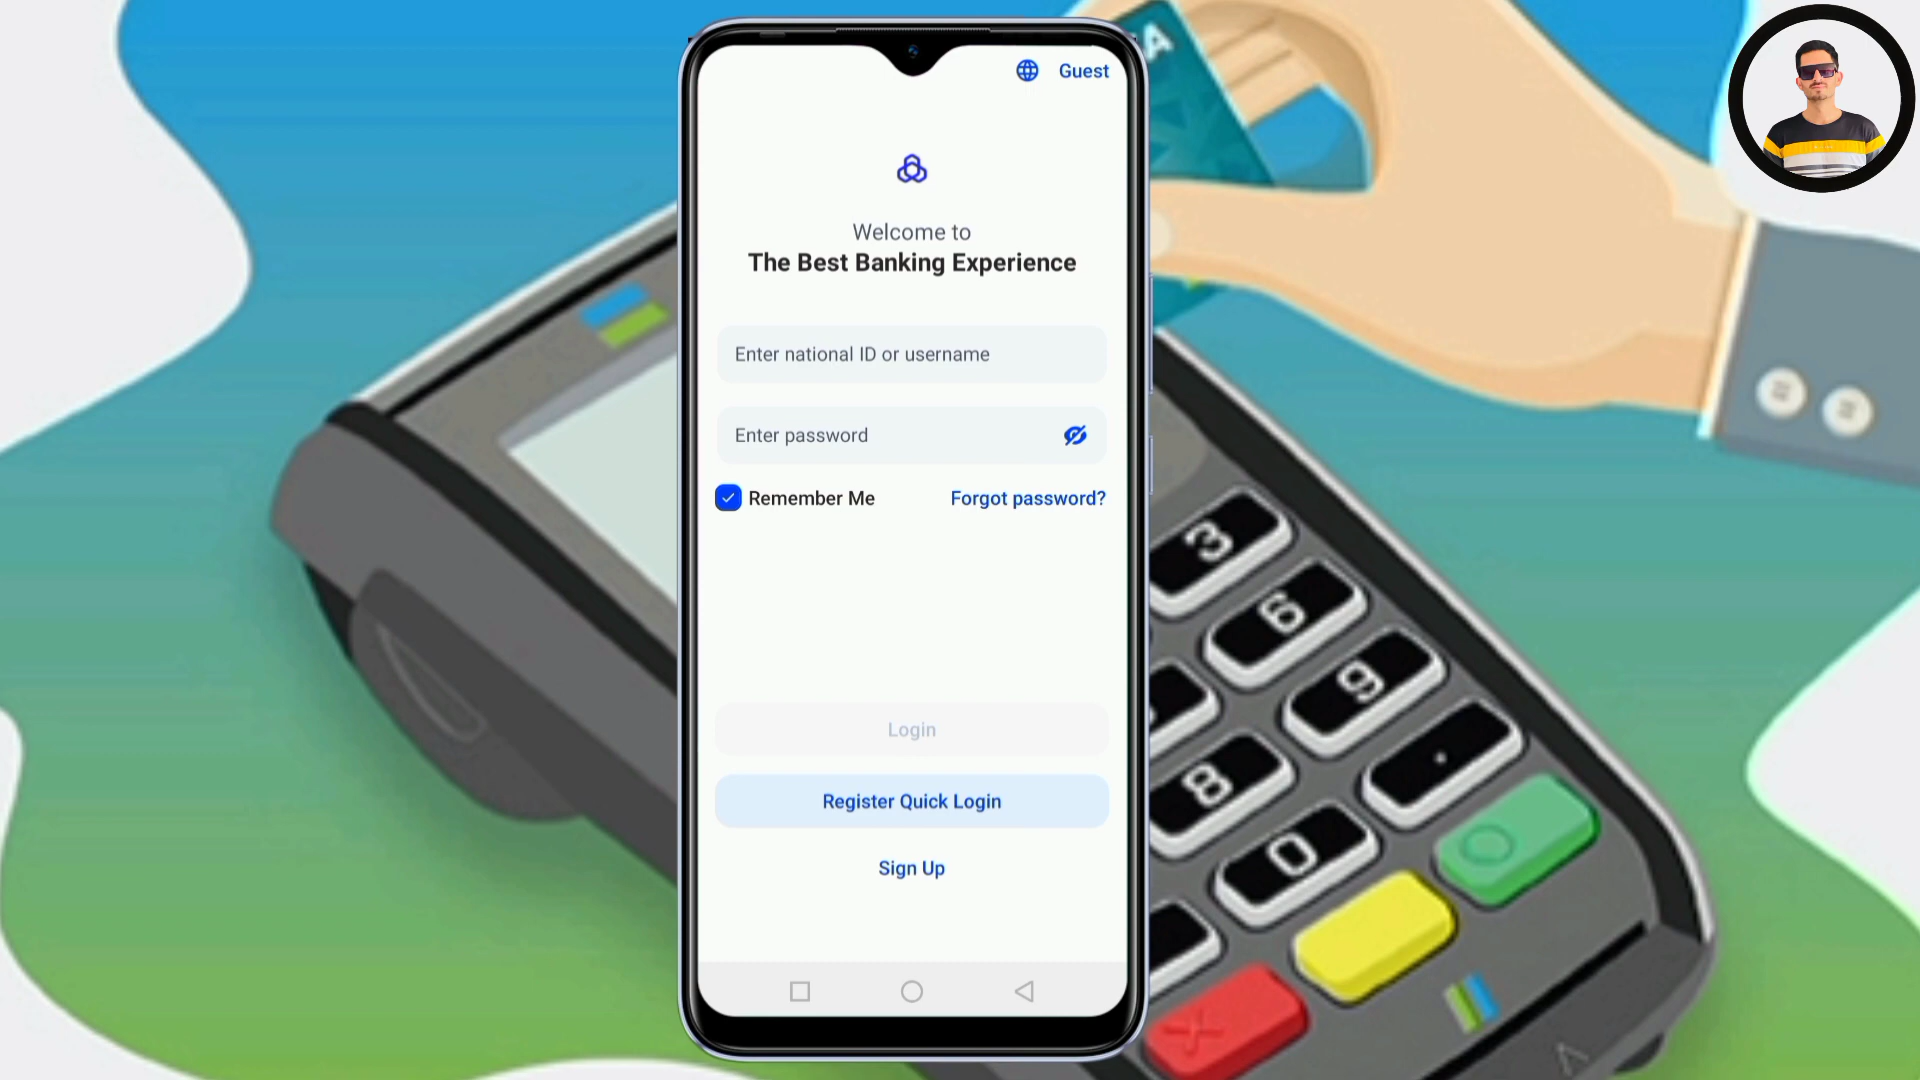 A
Guest
Welcome to
The Best Banking Experience
Enter national ID or username
Enter password
Remember Me
Forgot password?
Login
Register Quick Login
Sign Up
3
6
9
.
8
0